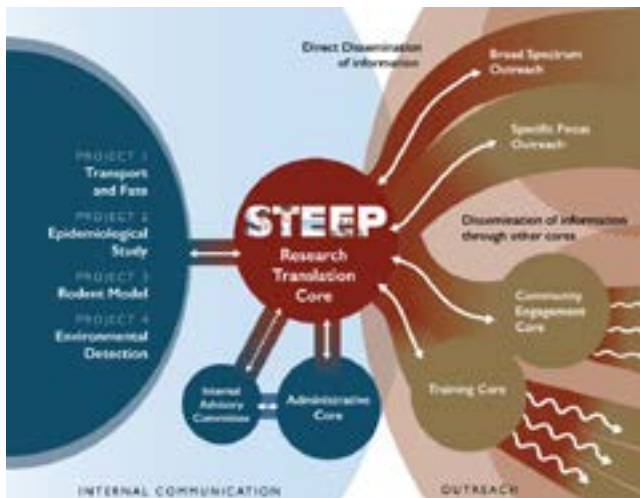 Direct Dissemination
of information
Broad Spectrum
Outreach
Specific Focus
Outreach
PROJECT 1
Transport
and Fate
PROJECT 2
Epidemiological
Study
PROJECT 3
Rodent Model
PROJECT 4
Environmental
Detection
STEEP
Research
Translation
Core
Dissemination of information
through other cores
Community
Engagement
Core
Training Core
Internal
Advisory
Committee
Administrative
Core
INTERNAL COMMUNICATION
OUTREACH